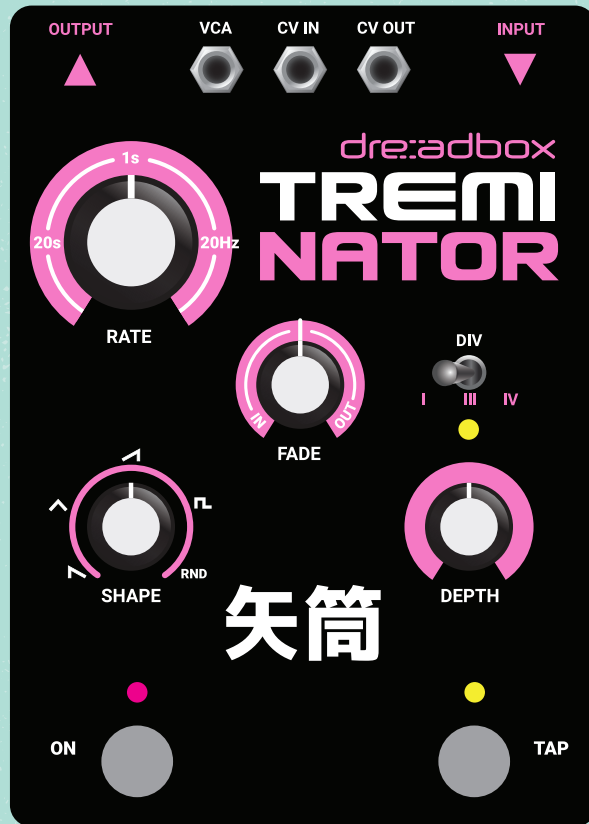 OUTPUT
VCA
CV IN
CV OUT
INPUT
dre:adbox
TREMI
NATOR
1s
20s
20Hz
RATE
DIV
I III IV
IN
OUT
FADE
RND
SHAPE
DEPTH
矢筒
ON
TAP